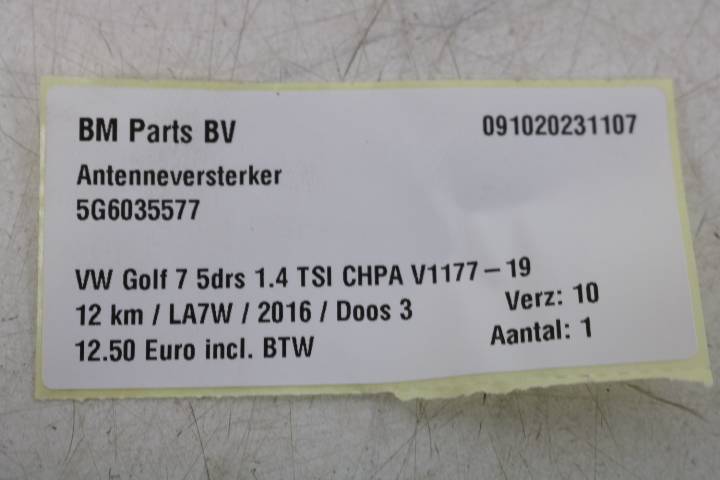 BM Parts BV 091020231107
Antenneversterker
5G6035577
VW Golf 7 5drs 1.4 TSI CHPA V1177-19
12 km / LA7W / 2016 / Doos 3 Verz: 10
12.50 Euro incl. BTW Aantal: 1